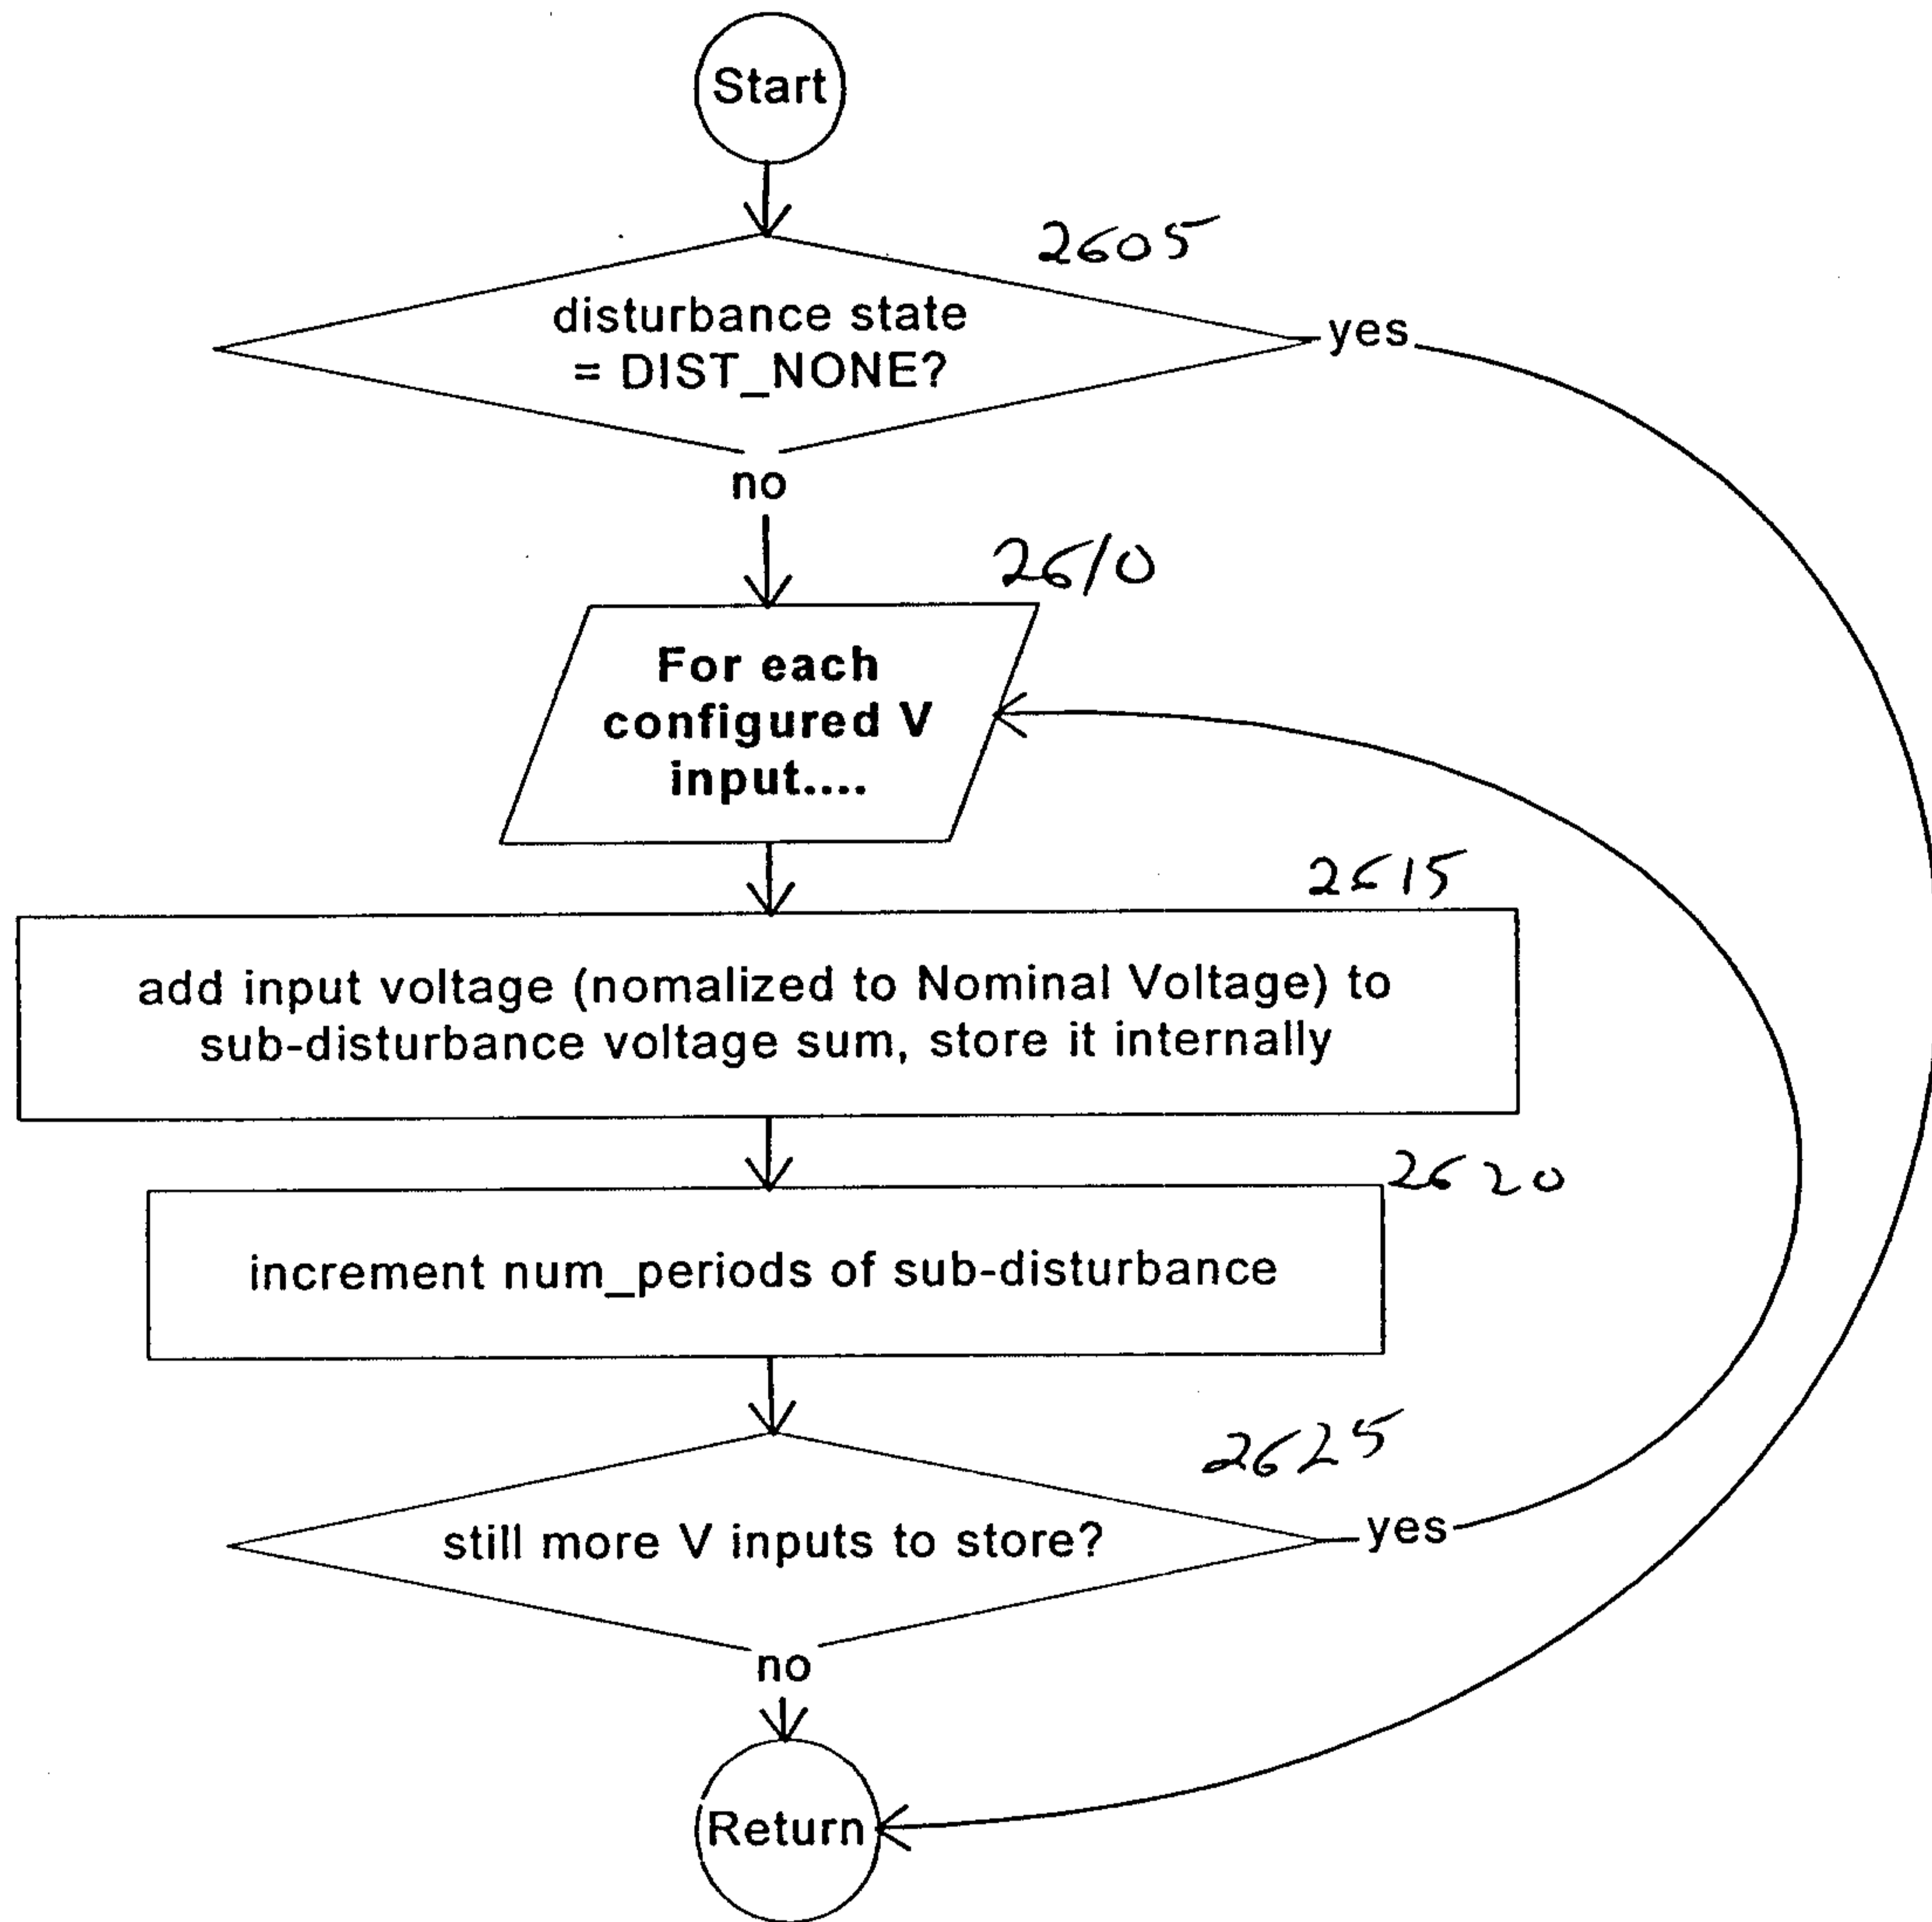 Start
2605
disturbance state
= DIST_NONE?
yes
no
2610
For each
configured V
input....
2615
add input voltage (nomalized to Nominal Voltage) to
sub-disturbance voltage sum, store it internally
2620
increment num_periods of sub-disturbance
2625
still more V inputs to store?
yes
no
Return